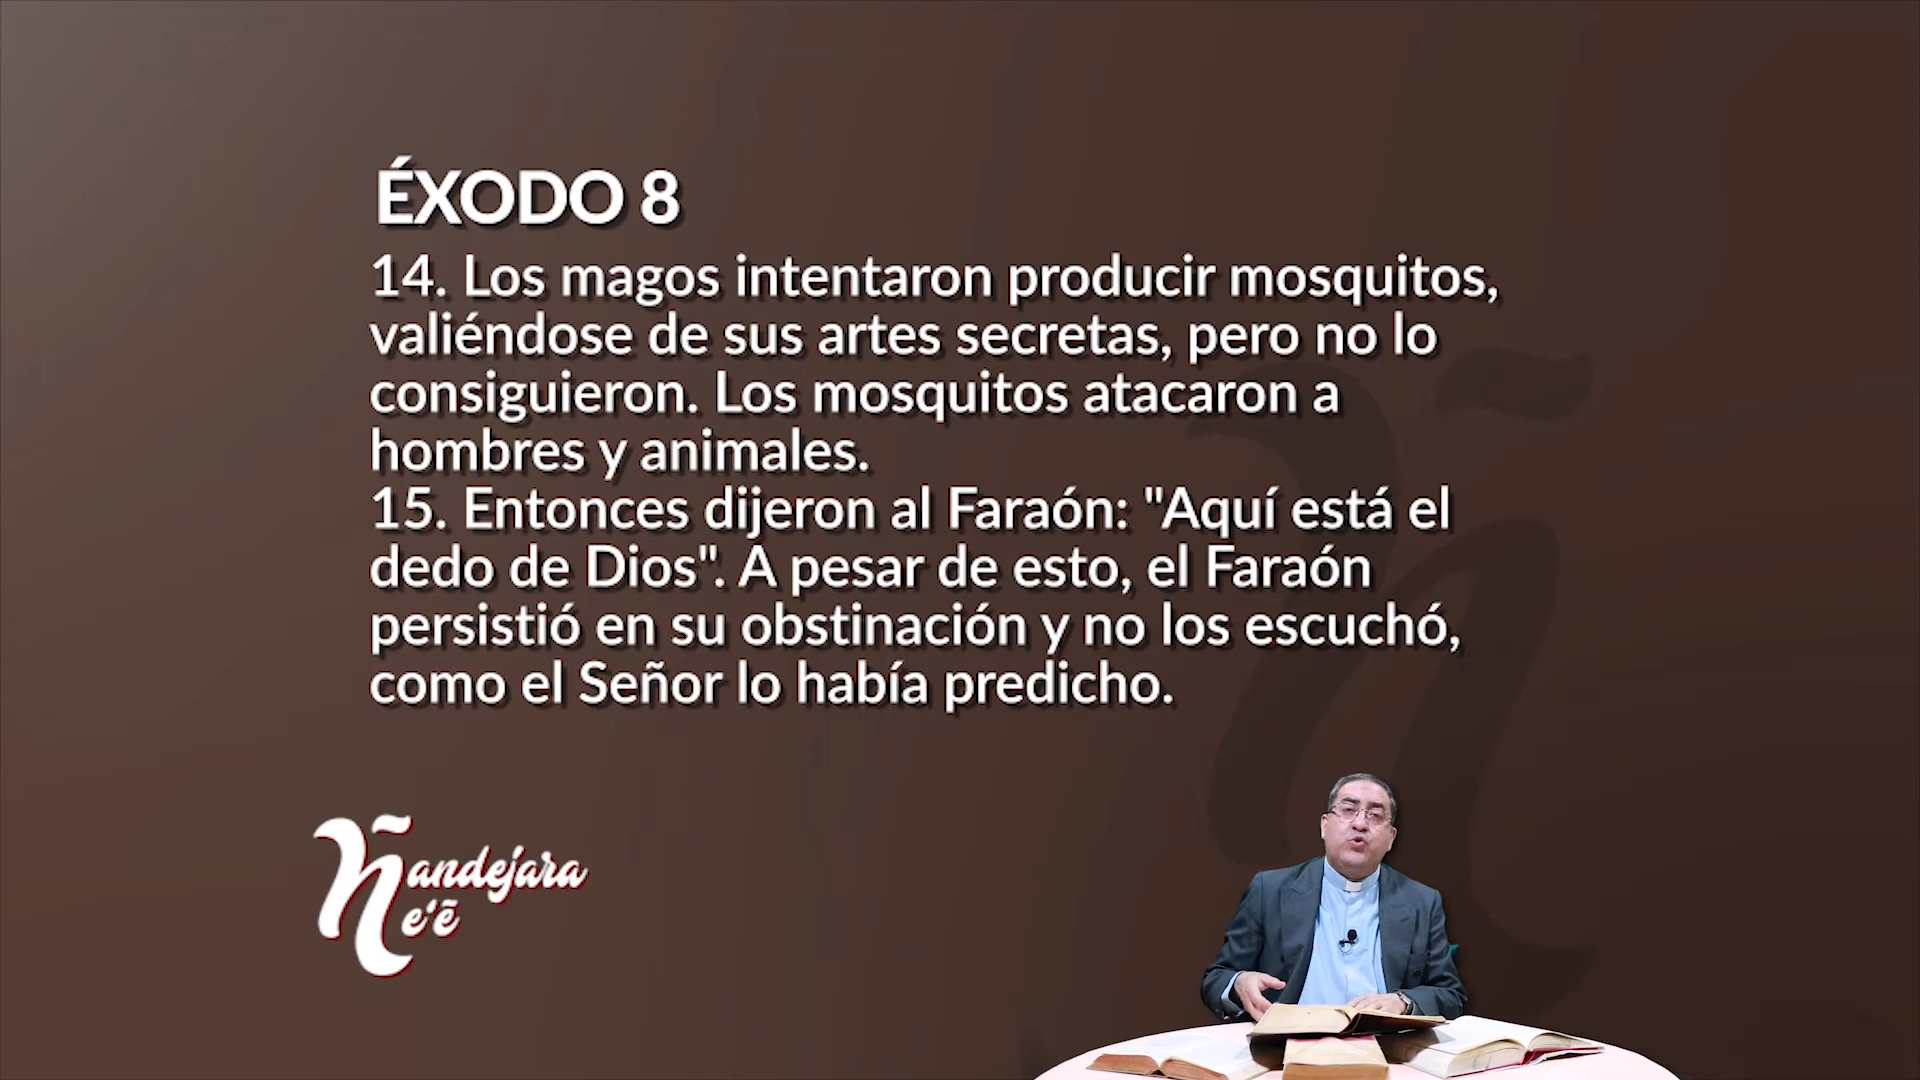 ÉXODO 8
14. Los magos intentaron producir mosquitos,
valiéndose de sus artes secretas, pero no lo
consiguieron. Los mosquitos atacaron a
hombres y animales.
15. Entonces dijeron al Faraón: "Aquí está el
dedo de Dios". A pesar de esto, el Faraón
persistió en su obstinación y no los escuchó,
como el Señor lo había predicho.
Ñandejara
Ñe'ẽ